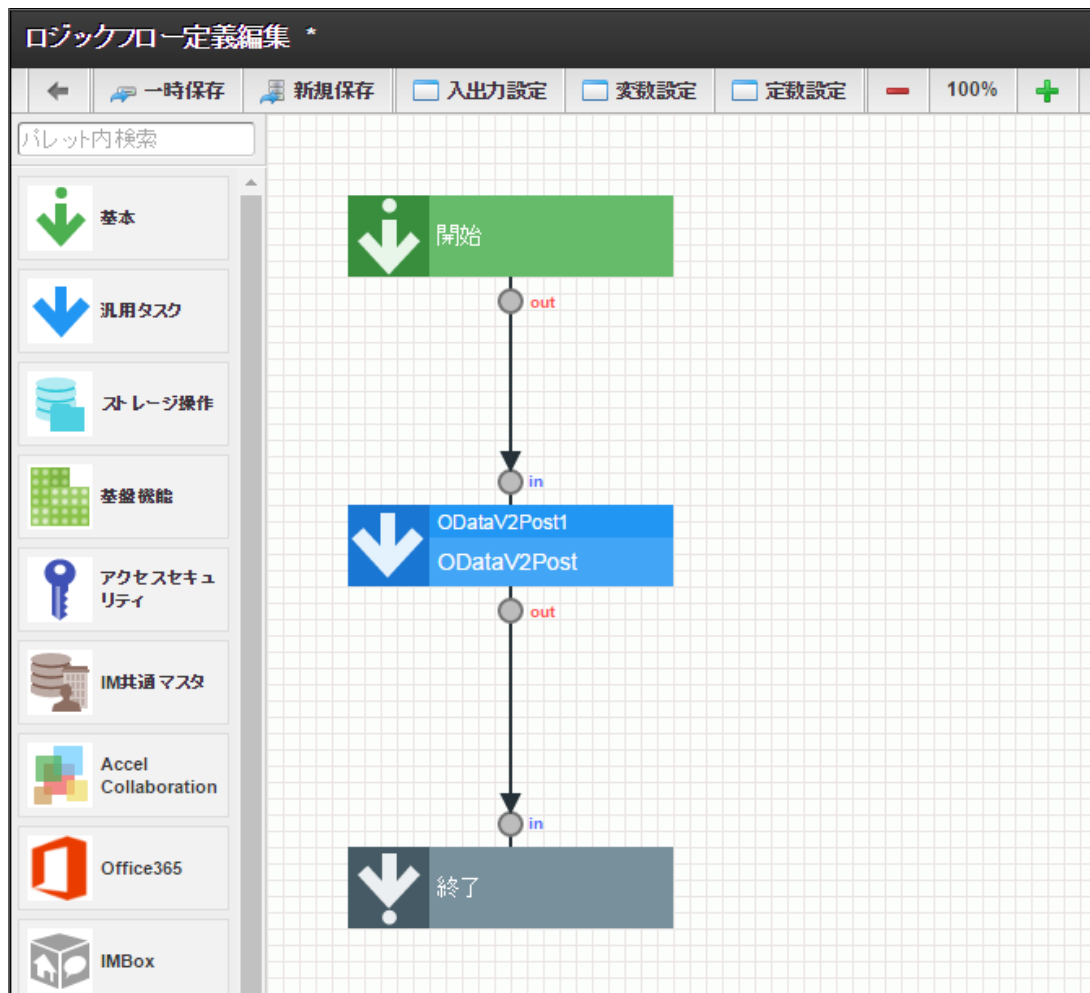 ロジックフロー定義編集 *
一時保存 新規保存 入出力設定 変数設定 定数設定 100%
パレット内検索
基本
汎用タスク
ストレージ操作
基盤機能
アクセスセキュ
リティ
IM共通マスタ
Accel
Collaboration
Office365
IMBox
開始
out
in
ODataV2Post1
ODataV2Post
out
in
終了